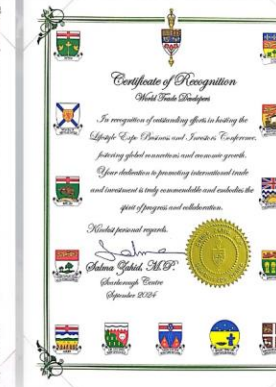 Certificate of Recognition
World Trade Developers
In recognition of outstanding efforts in hosting the
Lifestyle Expo Business and Investors Conference,
fostering global connections and economic growth.
Your dedication to promoting international trade
and investment is truly commendable and embodies the
spirit of progress and collaboration.
Kindest personal regards,
Salma
Salma Zahid, M.P.
Scarborough Centre
September 2024